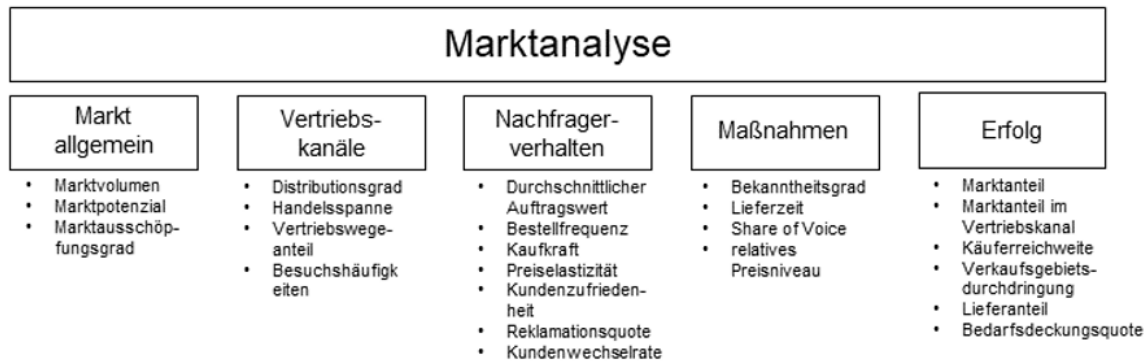 Marktanalyse
Markt
allgemein
• Marktvolumen
• Marktpotenzial
• Marktausschöp-
fungsgrad
Vertriebs-
kanäle
• Distributionsgrad
• Handelsspanne
• Vertriebswege-
anteil
• Besuchshäufigk
eiten
Nachfrager-
verhalten
• Durchschnittlicher
Auftragswert
• Bestellfrequenz
• Kaufkraft
• Preiselastizität
• Kundenzufrieden-
heit
• Reklamationsquote
• Kundenwechselrate
Maßnahmen
• Bekanntheitsgrad
• Lieferzeit
• Share of Voice
• relatives
Preisniveau
Erfolg
• Marktanteil
• Marktanteil im
Vertriebskanal
• Käuferreichweite
• Verkaufsgebiets-
durchdringung
• Lieferanteil
• Bedarfsdeckungsquote